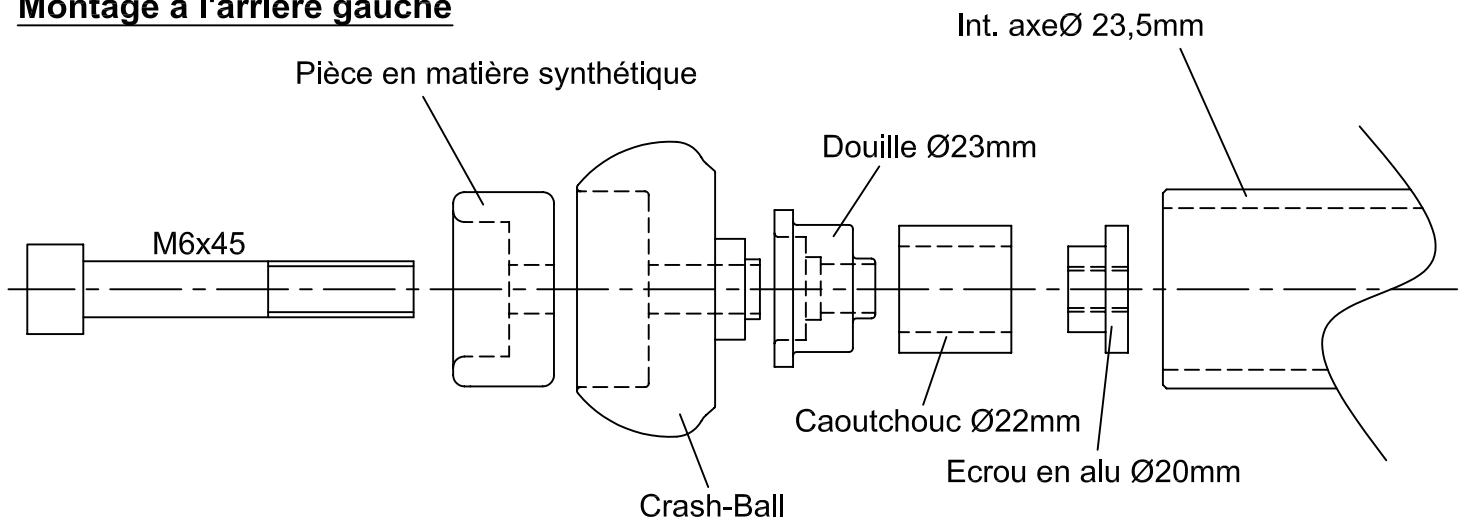 Montage à l'arrière gauche
Int. axeØ 23,5mm
Pièce en matière synthétique
Douille Ø23mm
M6x45
Caoutchouc Ø22mm
Ecrou en alu Ø20mm
Crash-Ball